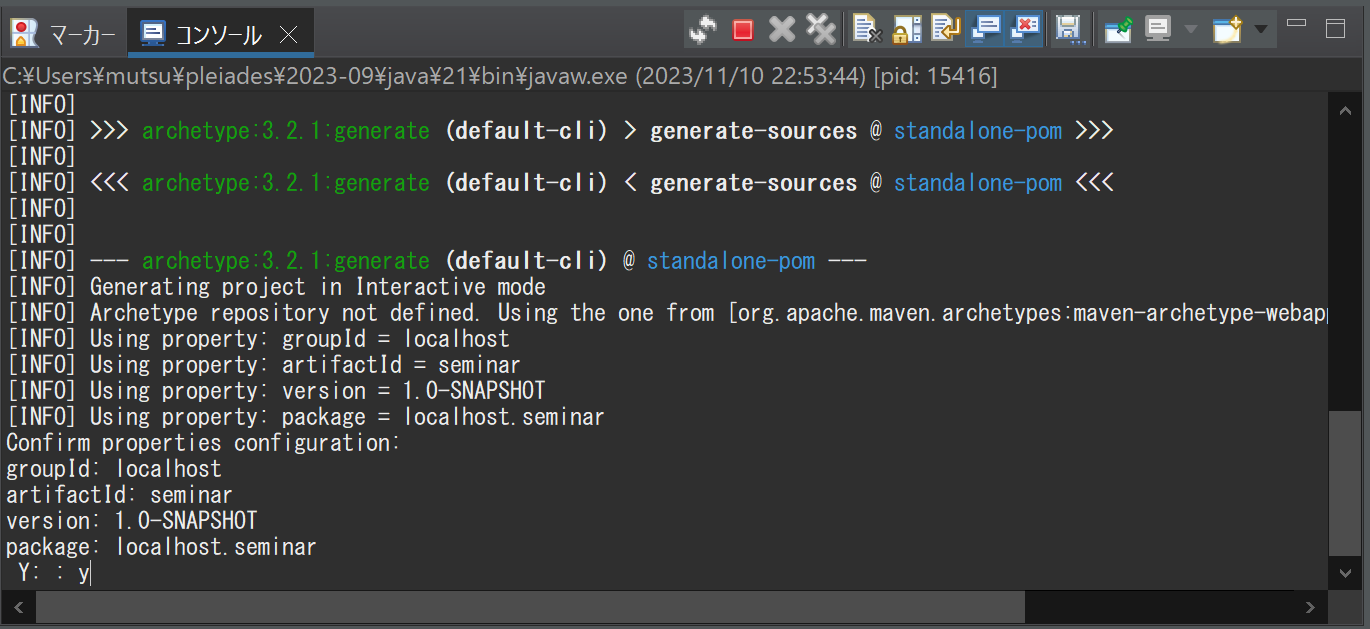 マーカー コンソール
C:¥Users¥mutsu¥pleiades¥2023-09¥java¥21¥bin¥javaw.exe (2023/11/10 22:53:44) [pid: 15416]
[INFO]
[INFO] >>> archetype:3.2.1:generate (default-cli) > generate-sources @ standalone-pom >>>
[INFO]
[INFO] <<< archetype:3.2.1:generate (default-cli) < generate-sources @ standalone-pom <<<
[INFO]
[INFO]
[INFO] --- archetype:3.2.1:generate (default-cli) @ standalone-pom ---
[INFO] Generating project in Interactive mode
[INFO] Archetype repository not defined. Using the one from [org.apache.maven.archetypes:maven-archetype-webapp
[INFO] Using property: groupId = localhost
[INFO] Using property: artifactId = seminar
[INFO] Using property: version = 1.0-SNAPSHOT
[INFO] Using property: package = localhost.seminar
Confirm properties configuration:
groupId: localhost
artifactId: seminar
version: 1.0-SNAPSHOT
package: localhost.seminar
Y: : y